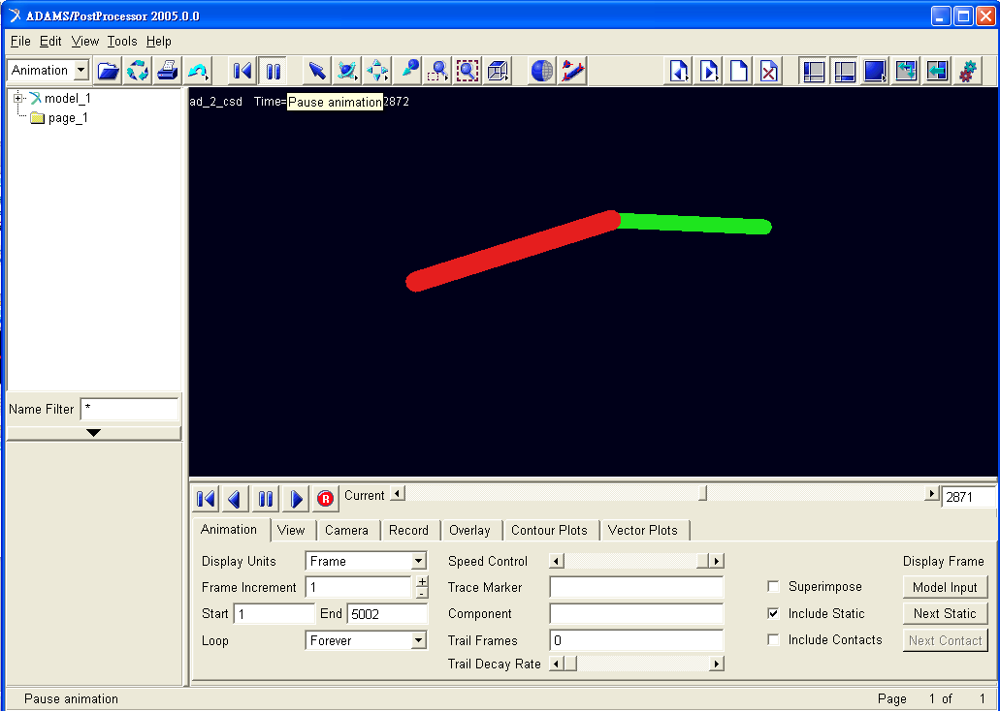 ADAMS/PostProcessor 2005.0.0
File Edit View Tools Help
Animation
model_1
page_1
ad_2_csd Time= Pause animation 2872
Name Filter *
R Current 2871
Animation View Camera Record Overlay Contour Plots Vector Plots
Display Units Frame Speed Control Display Frame
Frame Increment 1 + - Trace Marker Superimpose Model Input
Start 1 End 5002 Component Include Static Next Static
Loop Forever Trail Frames 0 Include Contacts Next Contact
Trail Decay Rate
Pause animation Page 1 of 1